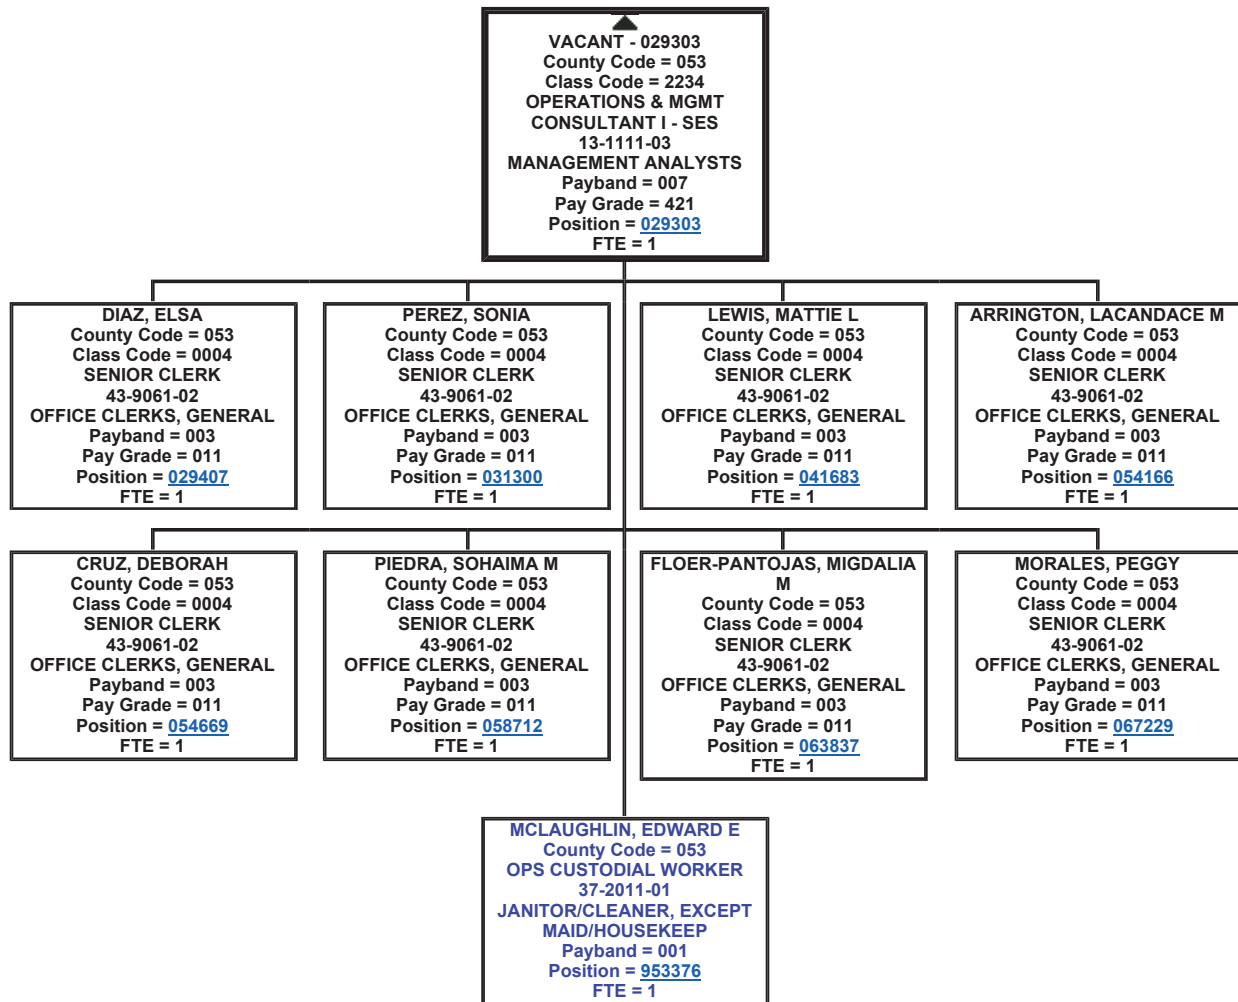 VACANT - 029303
County Code = 053
Class Code = 2234
OPERATIONS & MGMT
CONSULTANT I - SES
13-1111-03
MANAGEMENT ANALYSTS
Payband = 007
Pay Grade = 421
Position = 029303
FTE = 1
DIAZ, ELSA
County Code = 053
Class Code = 0004
SENIOR CLERK
43-9061-02
OFFICE CLERKS, GENERAL
Payband = 003
Pay Grade = 011
Position = 029407
FTE = 1
PEREZ, SONIA
County Code = 053
Class Code = 0004
SENIOR CLERK
43-9061-02
OFFICE CLERKS, GENERAL
Payband = 003
Pay Grade = 011
Position = 031300
FTE = 1
LEWIS, MATTIE L
County Code = 053
Class Code = 0004
SENIOR CLERK
43-9061-02
OFFICE CLERKS, GENERAL
Payband = 003
Pay Grade = 011
Position = 041683
FTE = 1
ARRINGTON, LACANDACE M
County Code = 053
Class Code = 0004
SENIOR CLERK
43-9061-02
OFFICE CLERKS, GENERAL
Payband = 003
Pay Grade = 011
Position = 054166
FTE = 1
CRUZ, DEBORAH
County Code = 053
Class Code = 0004
SENIOR CLERK
43-9061-02
OFFICE CLERKS, GENERAL
Payband = 003
Pay Grade = 011
Position = 054669
FTE = 1
PIEDRA, SOHAIMA M
County Code = 053
Class Code = 0004
SENIOR CLERK
43-9061-02
OFFICE CLERKS, GENERAL
Payband = 003
Pay Grade = 011
Position = 058712
FTE = 1
FLOER-PANTOJAS, MIGDALIA
M
County Code = 053
Class Code = 0004
SENIOR CLERK
43-9061-02
OFFICE CLERKS, GENERAL
Payband = 003
Pay Grade = 011
Position = 063837
FTE = 1
MORALES, PEGGY
County Code = 053
Class Code = 0004
SENIOR CLERK
43-9061-02
OFFICE CLERKS, GENERAL
Payband = 003
Pay Grade = 011
Position = 067229
FTE = 1
MCLAUGHLIN, EDWARD E
County Code = 053
OPS CUSTODIAL WORKER
37-2011-01
JANITOR/CLEANER, EXCEPT
MAID/HOUSEKEEP
Payband = 001
Position = 953376
FTE = 1